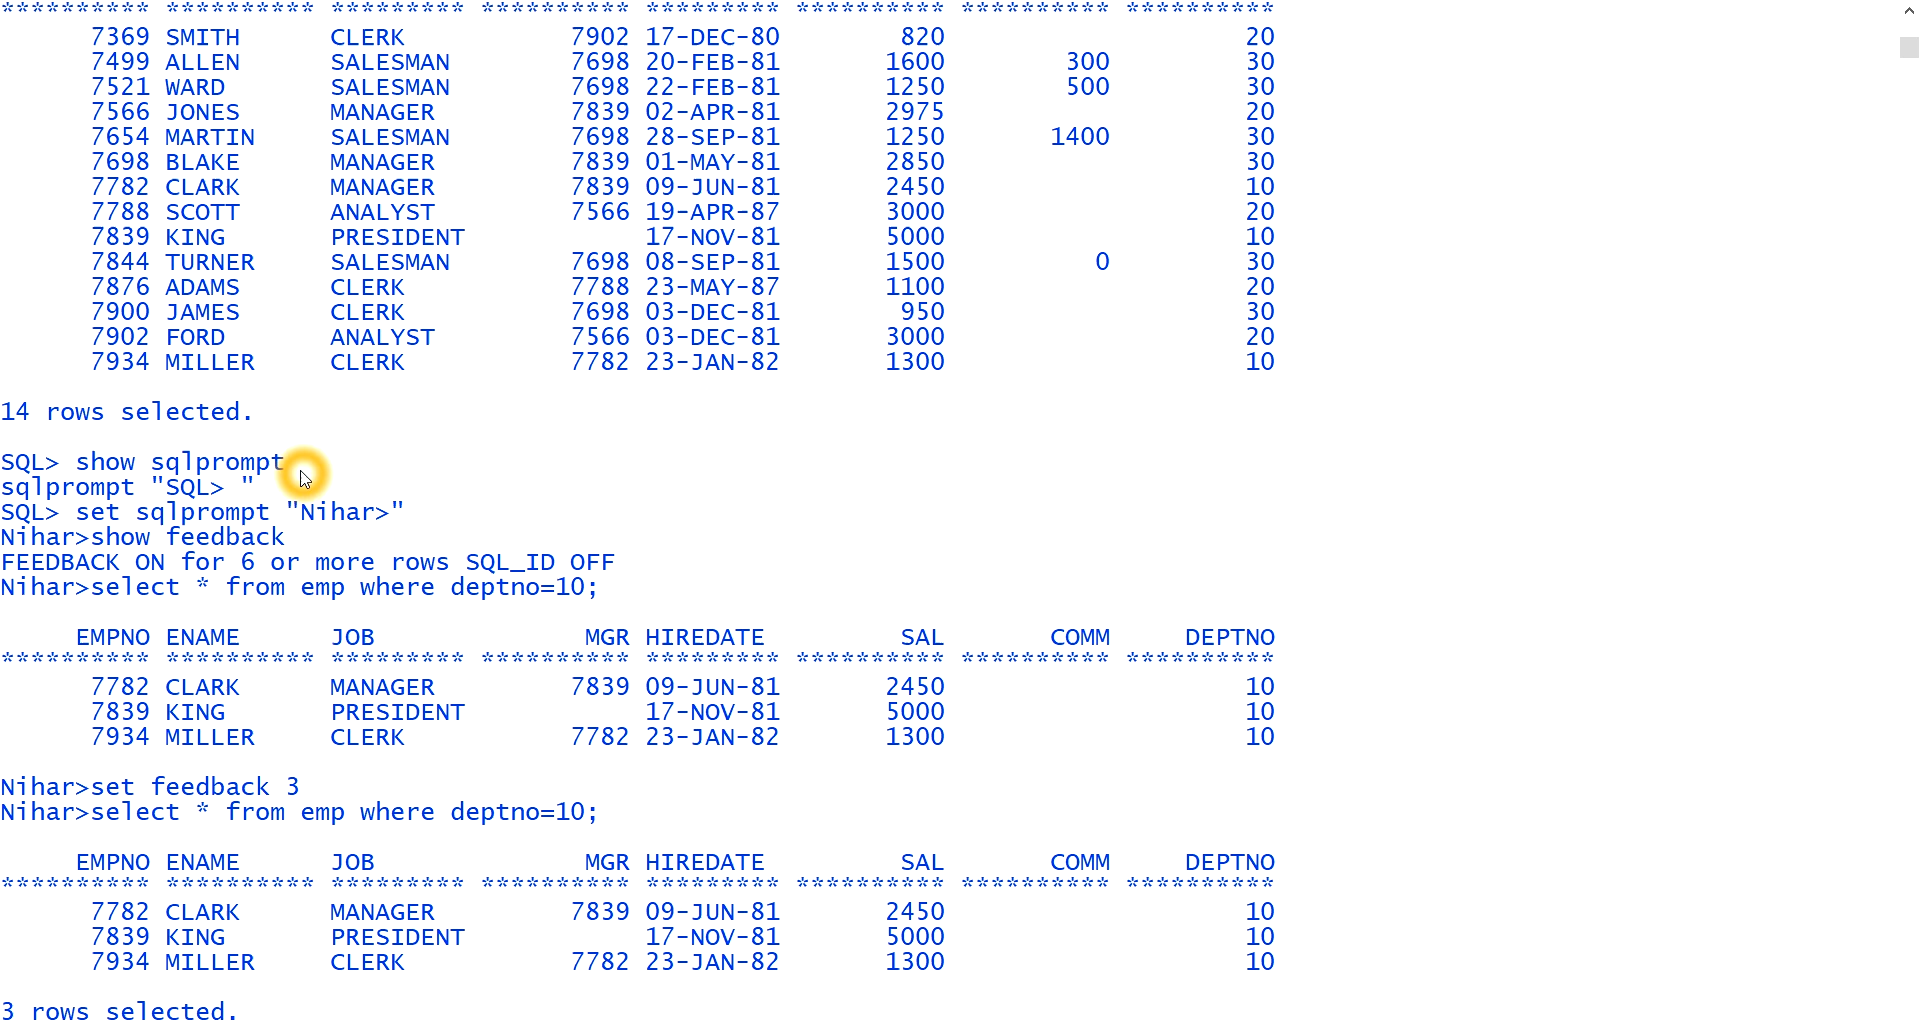 ********** ********** ********* ********** ********* ********** ********** **********
      7369 SMITH      CLERK           7902 17-DEC-80        820                    20
      7499 ALLEN      SALESMAN        7698 20-FEB-81       1600        300         30
      7521 WARD       SALESMAN        7698 22-FEB-81       1250        500         30
      7566 JONES      MANAGER         7839 02-APR-81       2975                    20
      7654 MARTIN     SALESMAN        7698 28-SEP-81       1250       1400         30
      7698 BLAKE      MANAGER         7839 01-MAY-81       2850                    30
      7782 CLARK      MANAGER         7839 09-JUN-81       2450                    10
      7788 SCOTT      ANALYST         7566 19-APR-87       3000                    20
      7839 KING       PRESIDENT            17-NOV-81       5000                    10
      7844 TURNER     SALESMAN        7698 08-SEP-81       1500          0         30
      7876 ADAMS      CLERK           7788 23-MAY-87       1100                    20
      7900 JAMES      CLERK           7698 03-DEC-81        950                    30
      7902 FORD       ANALYST         7566 03-DEC-81       3000                    20
      7934 MILLER     CLERK           7782 23-JAN-82       1300                    10
14 rows selected.
SQL> show sqlprompt
sqlprompt "SQL> "
SQL> set sqlprompt "Nihar>"
Nihar>show feedback
FEEDBACK ON for 6 or more rows SQL_ID OFF
Nihar>select * from emp where deptno=10;
     EMPNO ENAME      JOB              MGR HIREDATE         SAL       COMM     DEPTNO
********** ********** ********* ********** ********* ********** ********** **********
      7782 CLARK      MANAGER         7839 09-JUN-81       2450                    10
      7839 KING       PRESIDENT            17-NOV-81       5000                    10
      7934 MILLER     CLERK           7782 23-JAN-82       1300                    10
Nihar>set feedback 3
Nihar>select * from emp where deptno=10;
     EMPNO ENAME      JOB              MGR HIREDATE         SAL       COMM     DEPTNO
********** ********** ********* ********** ********* ********** ********** **********
      7782 CLARK      MANAGER         7839 09-JUN-81       2450                    10
      7839 KING       PRESIDENT            17-NOV-81       5000                    10
      7934 MILLER     CLERK           7782 23-JAN-82       1300                    10
3 rows selected.